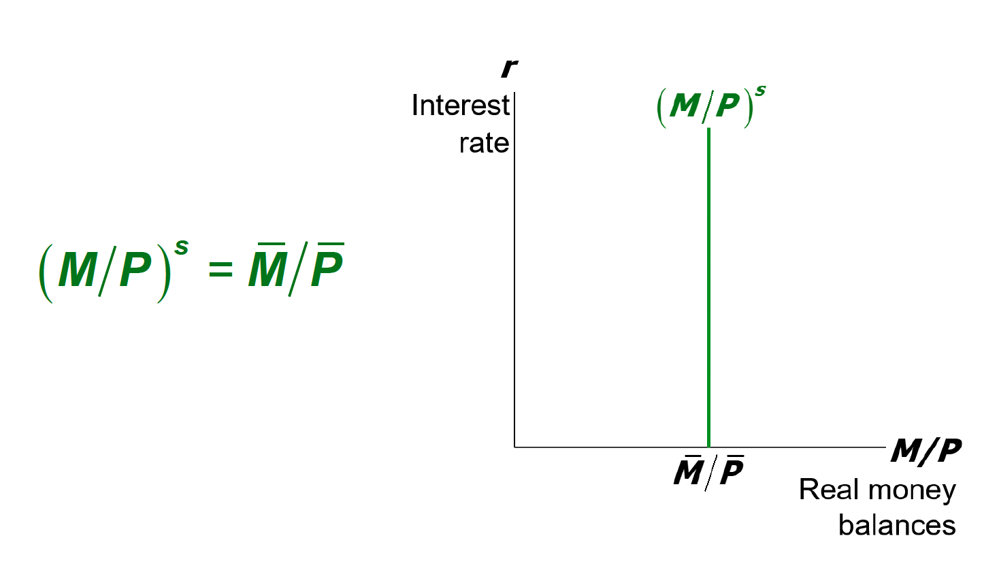 (M/P)ˢ = M̅/P̅
r
Interest
rate
(M/P)ˢ
M̅/P̅
M/P
Real money
balances